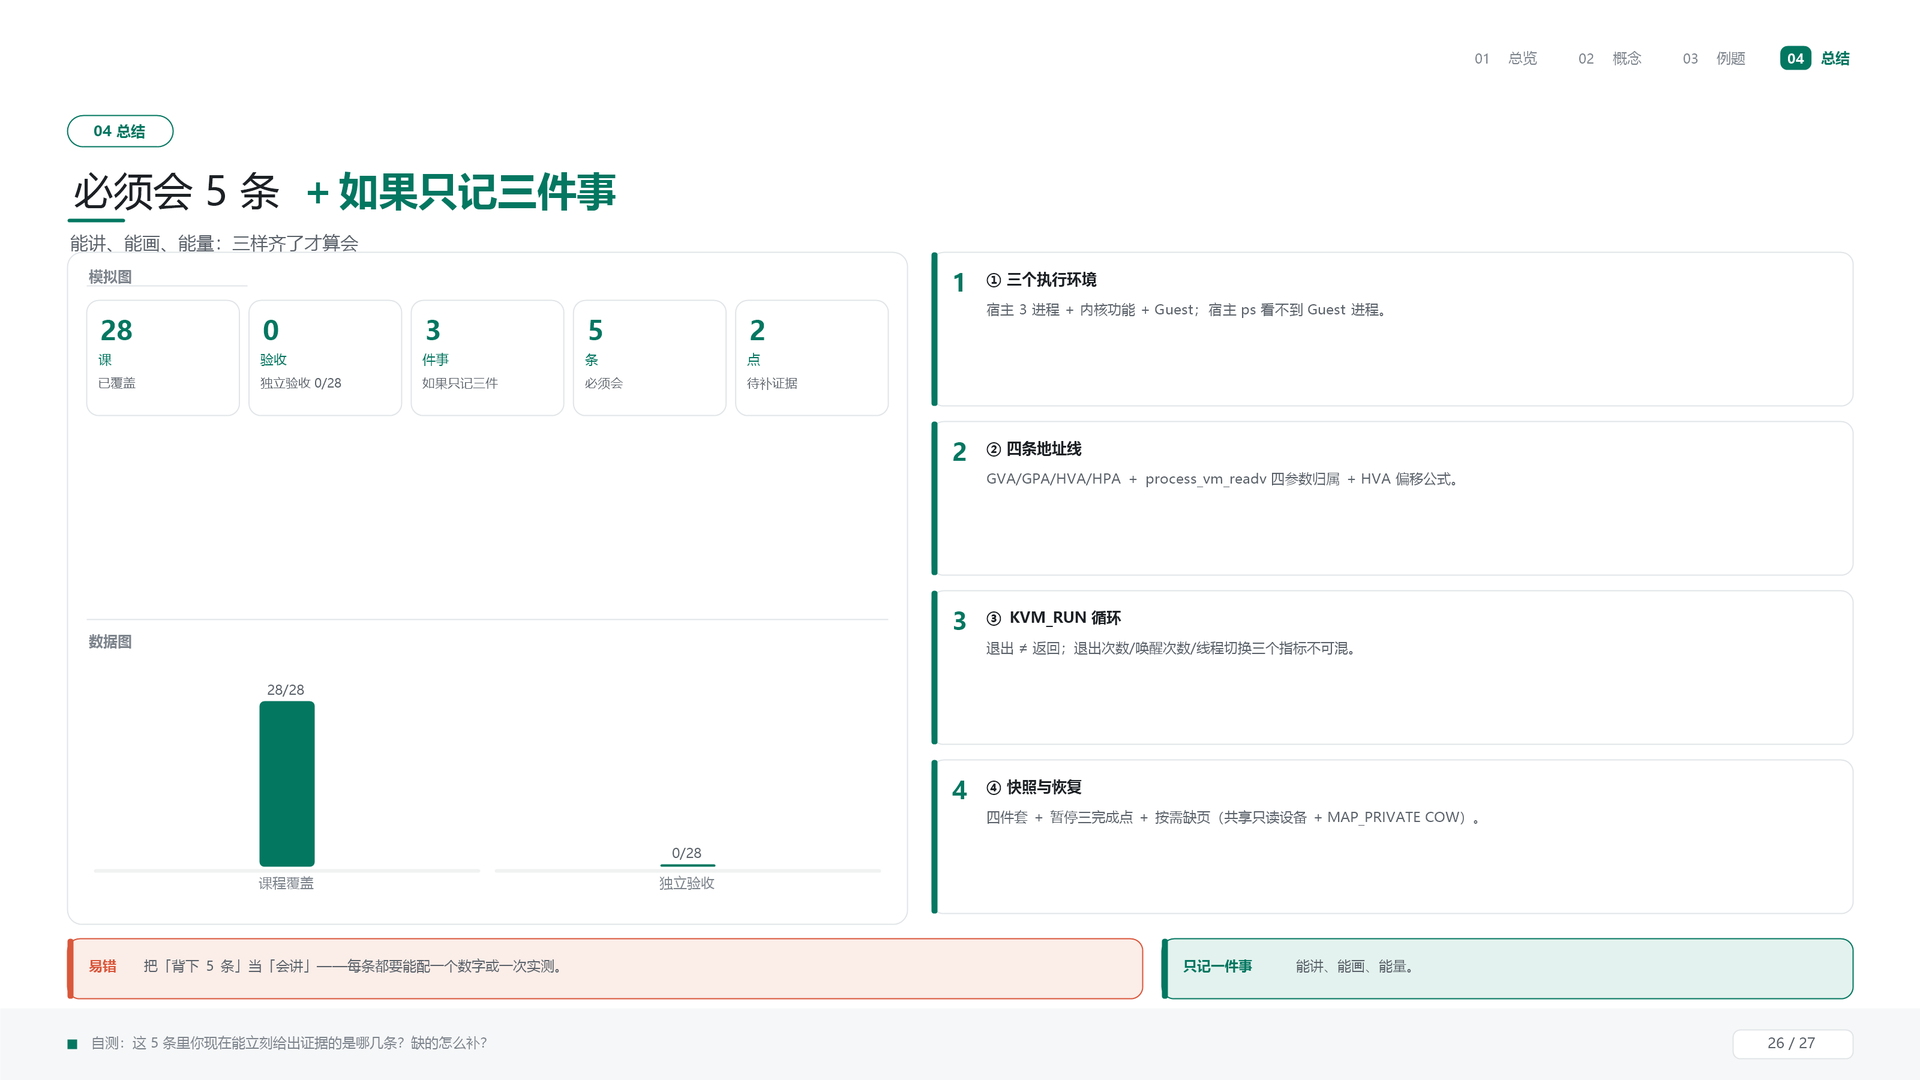 01 总览 02 概念 03 例题 04 总结
04 总结
必须会 5 条 + 如果只记三件事
能讲、能画、能量：三样齐了才算会
模拟图
28
课
已覆盖
0
验收
独立验收 0/28
3
件事
如果只记三件
5
条
必须会
2
点
待补证据
数据图
28/28
课程覆盖
0/28
独立验收
1 ① 三个执行环境
宿主 3 进程 + 内核功能 + Guest；宿主 ps 看不到 Guest 进程。
2 ② 四条地址线
GVA/GPA/HVA/HPA + process_vm_readv 四参数归属 + HVA 偏移公式。
3 ③ KVM_RUN 循环
退出 ≠ 返回；退出次数/唤醒次数/线程切换三个指标不可混。
4 ④ 快照与恢复
四件套 + 暂停三完成点 + 按需缺页（共享只读设备 + MAP_PRIVATE COW）。
易错 把「背下 5 条」当「会讲」——每条都要能配一个数字或一次实测。
只记一件事 能讲、能画、能量。
自测：这 5 条里你现在能立刻给出证据的是哪几条？缺的怎么补？
26 / 27